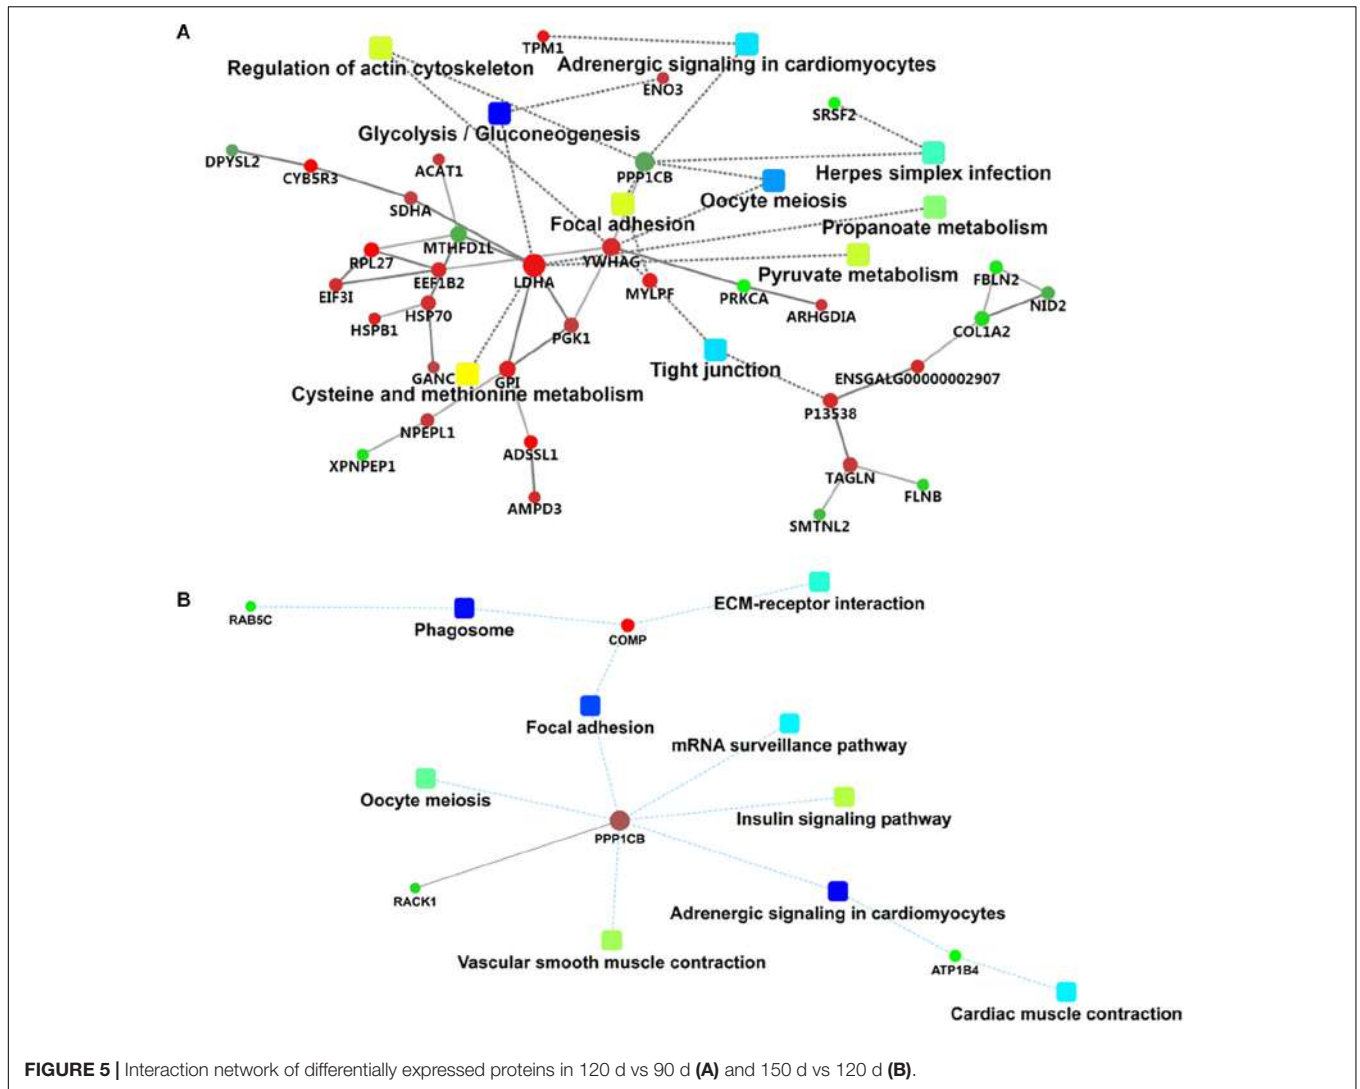 A
TPM1
Regulation of actin cytoskeleton
Adrenergic signaling in cardiomyocytes
ENO3
SRSF2
Glycolysis / Gluconeogenesis
DPYSL2
CYB5R3
ACAT1
PPP1CB
Herpes simplex infection
SDHA
Oocyte meiosis
Focal adhesion
Propanoate metabolism
MTHFD1L
RPL27
EEF1B2
LDHA
YWHAG
Pyruvate metabolism
FBLN2
EIF3I
MYLPF
PRKCA
NID2
HSP70
ARHGDIA
HSPB1
PGK1
COL1A2
GANC
GPI
Tight junction
ENSGALG00000002907
Cysteine and methionine metabolism
P13538
NPEPL1
XPNPEP1
ADSSL1
TAGLN
FLNB
AMPD3
SMTNL2
B
RAB5C
Phagosome
COMP
ECM-receptor interaction
Focal adhesion
mRNA surveillance pathway
Oocyte meiosis
Insulin signaling pathway
PPP1CB
RACK1
Adrenergic signaling in cardiomyocytes
Vascular smooth muscle contraction
ATP1B4
Cardiac muscle contraction
FIGURE 5 | Interaction network of differentially expressed proteins in 120 d vs 90 d (A) and 150 d vs 120 d (B).